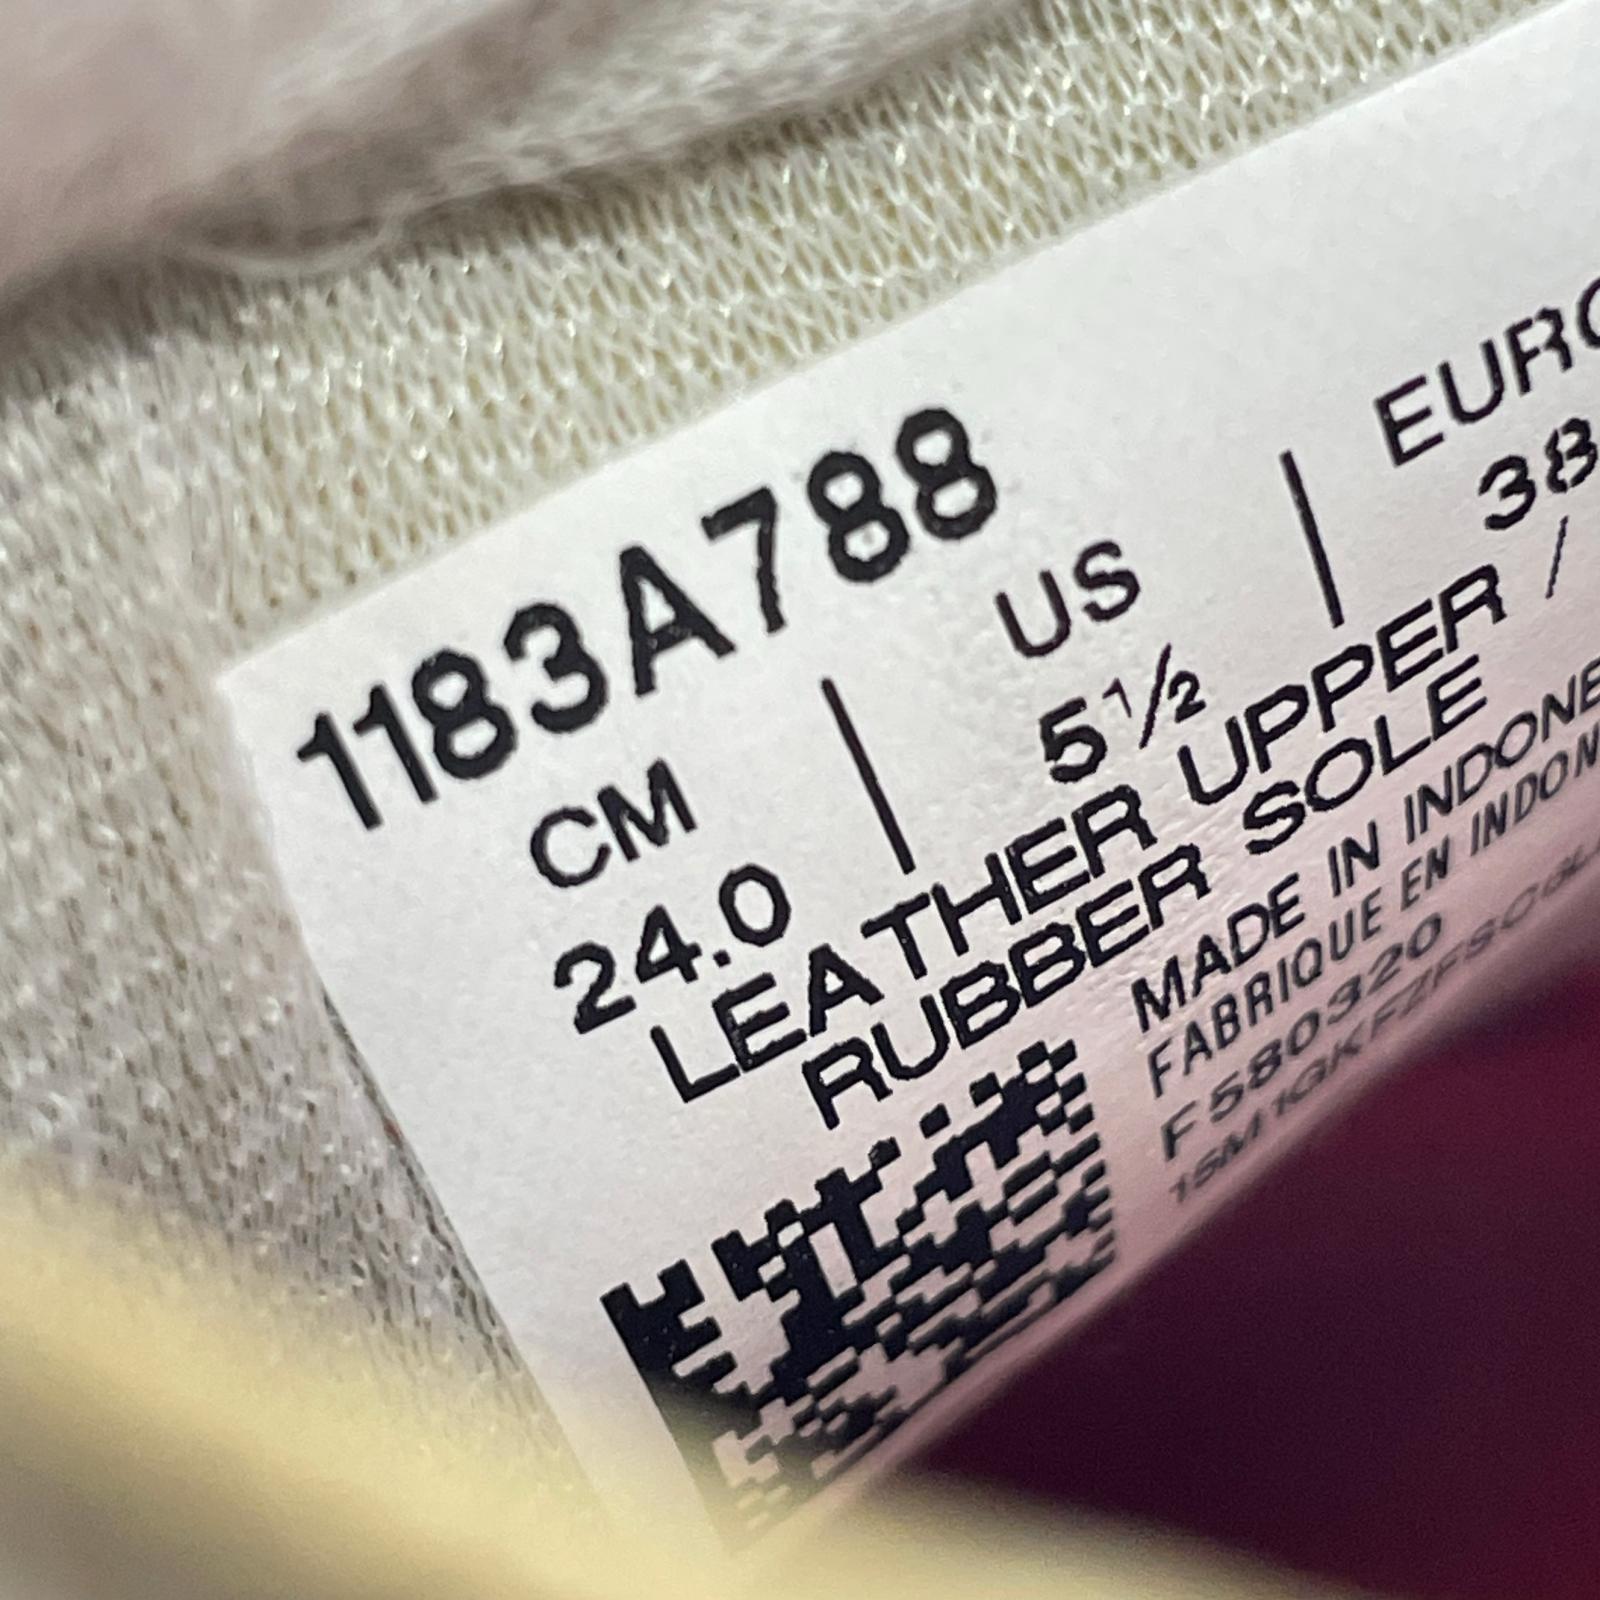 1183A788
CM | US | EURO
24.0 5½ 38
LEATHER UPPER /
RUBBER SOLE
MADE IN INDONE
FABRIQUE EN INDON
F580320